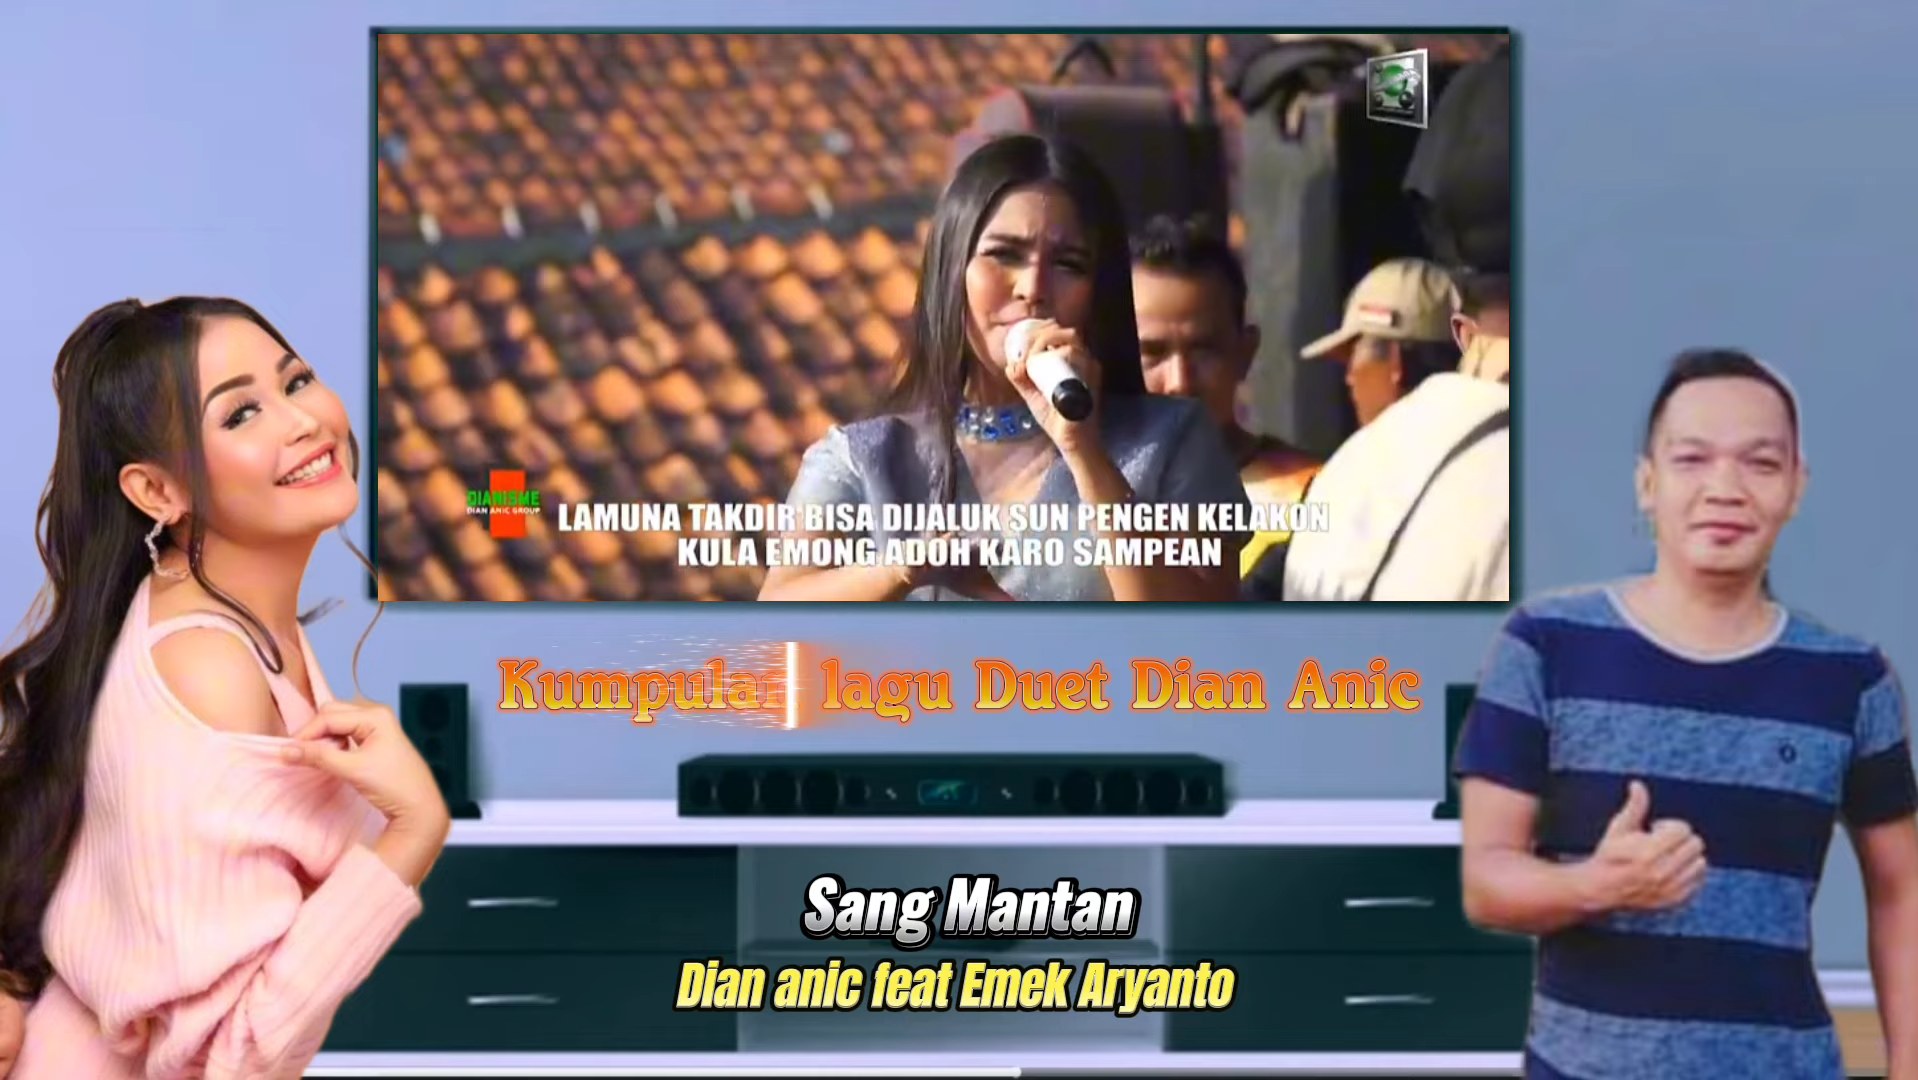 DIANISME
DIAN ANIC GROUP
LAMUNA TAKDIR BISA DIJALUK SUN PENGEN KELAKON
KULA EMONG ADOH KARO SAMPEAN
Kumpulan lagu Duet Dian Anic
Sang Mantan
Dian anic feat Emek Aryanto